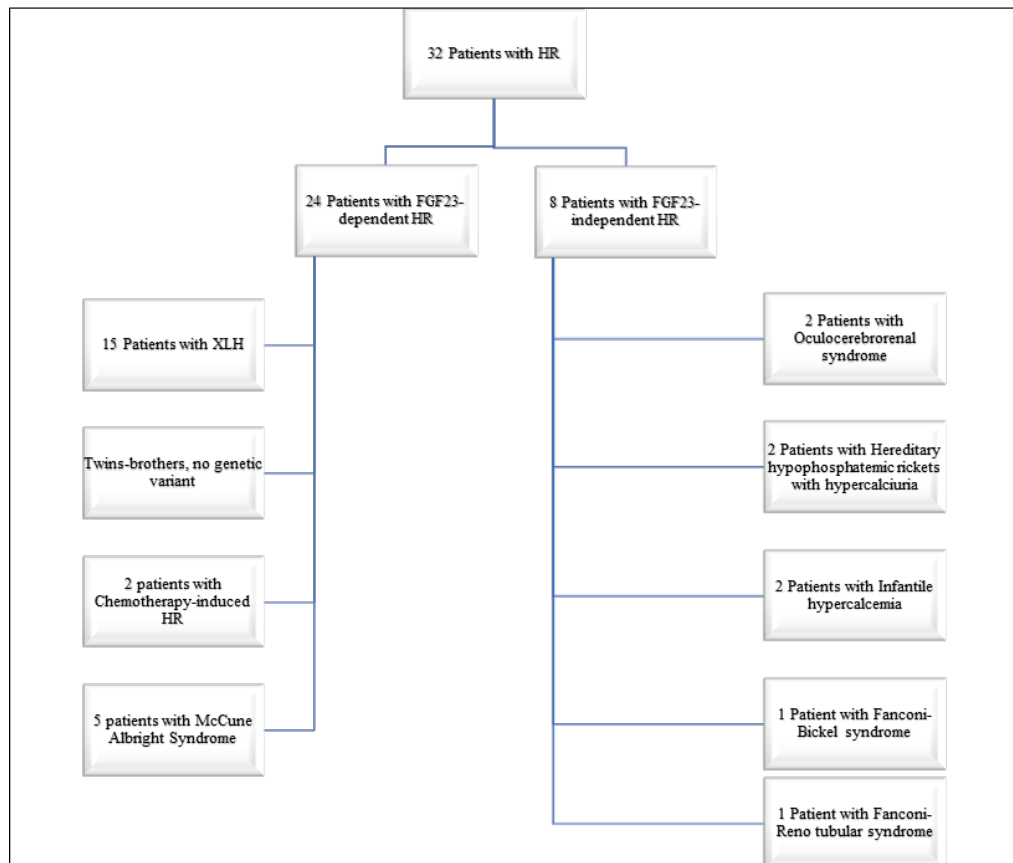 32 Patients with HR
24 Patients with FGF23-
dependent HR
8 Patients with FGF23-
independent HR
15 Patients with XLH
Twins-brothers, no genetic
variant
2 patients with
Chemotherapy-induced
HR
5 patients with McCune
Albright Syndrome
2 Patients with
Oculocerebrorenal
syndrome
2 Patients with Hereditary
hypophosphatemic rickets
with hypercalciuria
2 Patients with Infantile
hypercalcemia
1 Patient with Fanconi-
Bickel syndrome
1 Patient with Fanconi-
Reno tubular syndrome